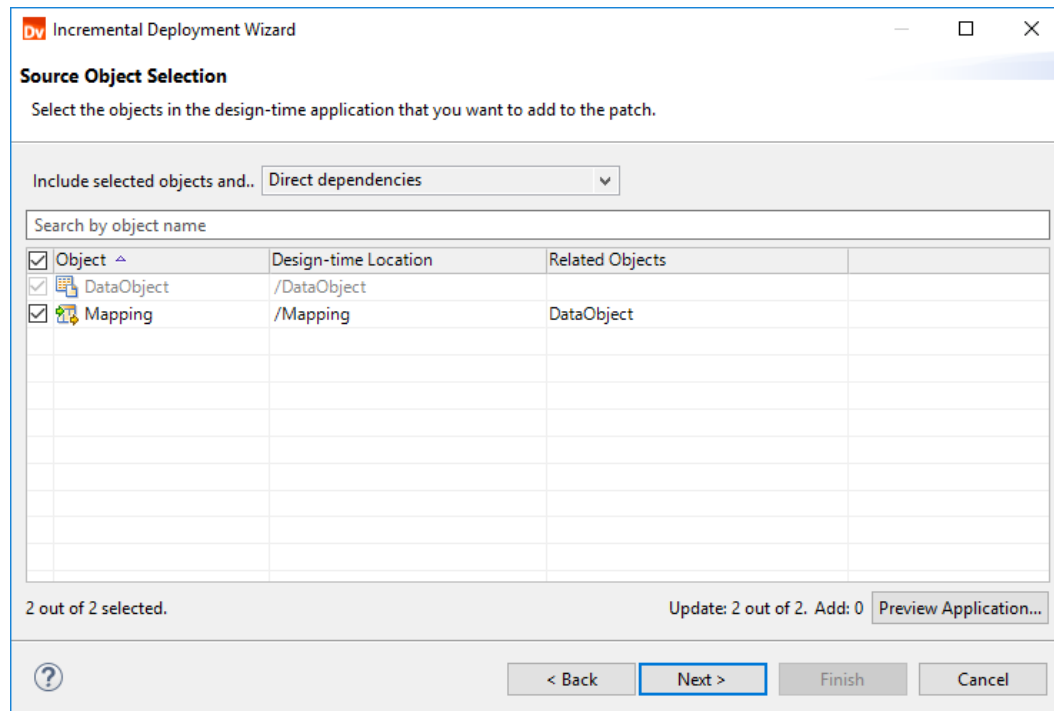 Dv Incremental Deployment Wizard
Source Object Selection
Select the objects in the design-time application that you want to add to the patch.
Include selected objects and.. Direct dependencies
Search by object name
Object Design-time Location Related Objects
DataObject /DataObject
Mapping /Mapping DataObject
2 out of 2 selected. Update: 2 out of 2. Add: 0 Preview Application...
? < Back Next > Finish Cancel